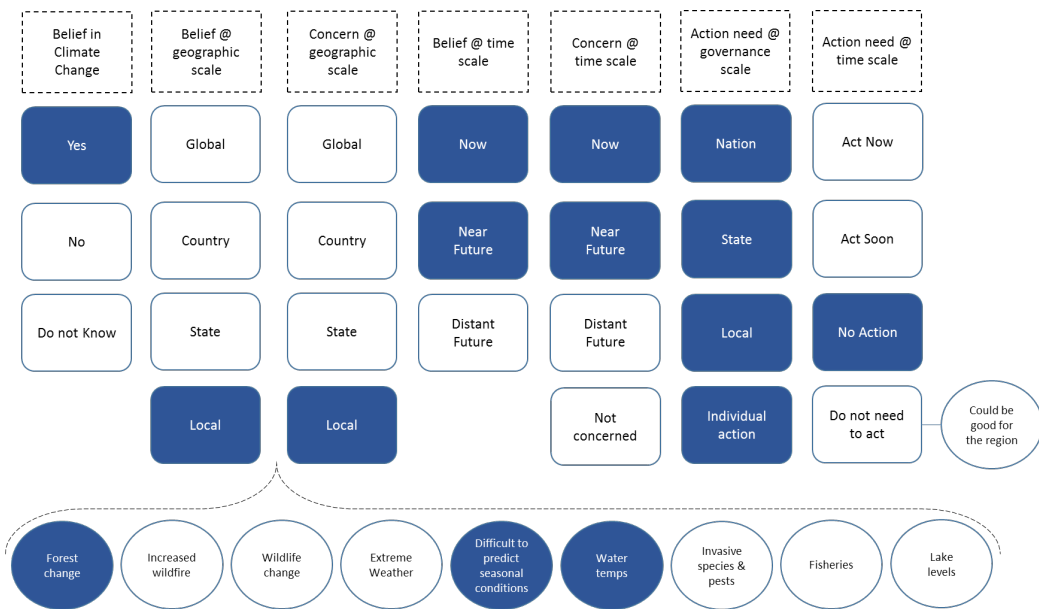 Belief in
Climate
Change
Belief @
geographic
scale
Concern @
geographic
scale
Belief @ time
scale
Concern @
time scale
Action need @
governance
scale
Action need @
time scale
Yes
Global
Global
Now
Now
Nation
Act Now
No
Country
Country
Near
Future
Near
Future
State
Act Soon
Do not Know
State
State
Distant
Future
Distant
Future
Local
No Action
Local
Local
Not
concerned
Individual
action
Do not need
to act
Could be
good for
the region
Forest
change
Increased
wildfire
Wildlife
change
Extreme
Weather
Difficult to
predict
seasonal
conditions
Water
temps
Invasive
species &
pests
Fisheries
Lake
levels